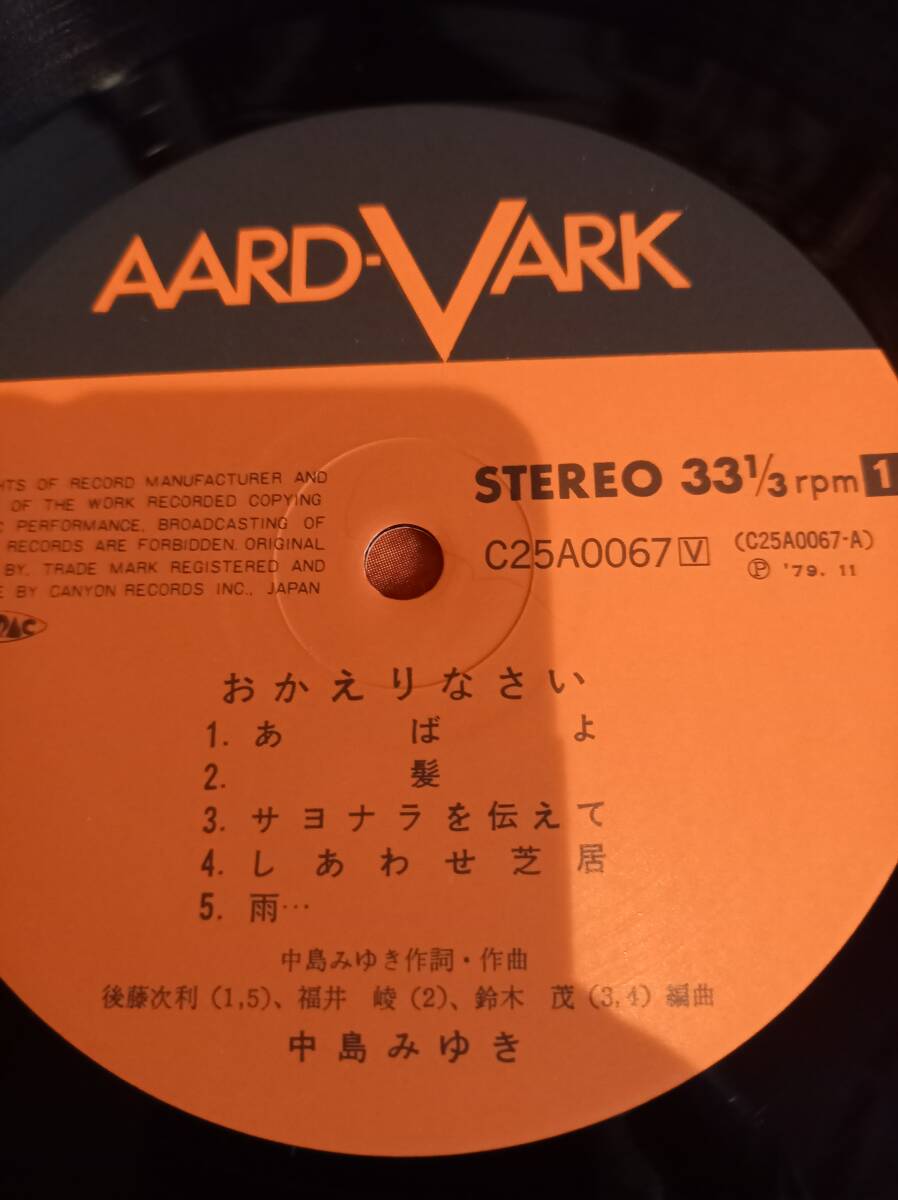 AARD-VARK
OF RECORD MANUFACTURER AND
OF THE WORK RECORDED COPYING
PERFORMANCE, BROADCASTING OF
RECORDS ARE FORBIDDEN. ORIGINAL
BY, TRADE MARK REGISTERED AND
BY CANYON RECORDS INC., JAPAN
STEREO 33 1/3 rpm 1
C25A0067 V (C25A0067-A)
Ⓟ '79. 11
おかえりなさい
1. あばよ
2. 髪
3. サヨナラを伝えて
4. しあわせ芝居
5. 雨…
中島みゆき作詞・作曲
後藤次利(1,5)、福井 崚(2)、鈴木 茂(3,4)編曲
中島みゆき